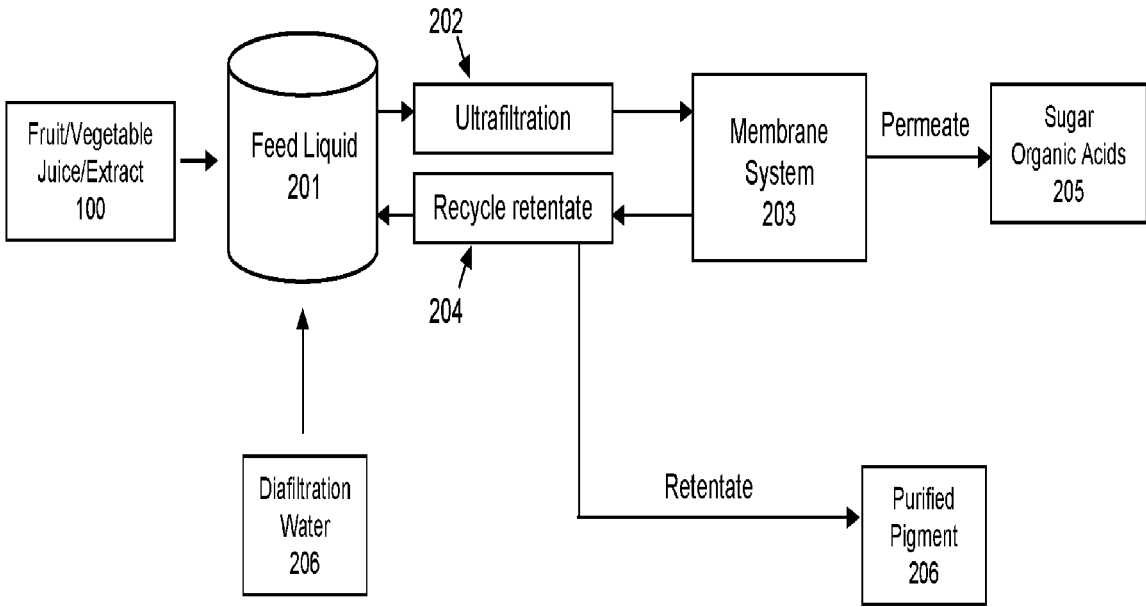 202
Fruit/Vegetable
Juice/Extract
100
Feed Liquid
201
Ultrafiltration
Recycle retentate
204
Membrane
System
203
Permeate
Sugar
Organic Acids
205
Diafiltration
Water
206
Retentate
Purified
Pigment
206